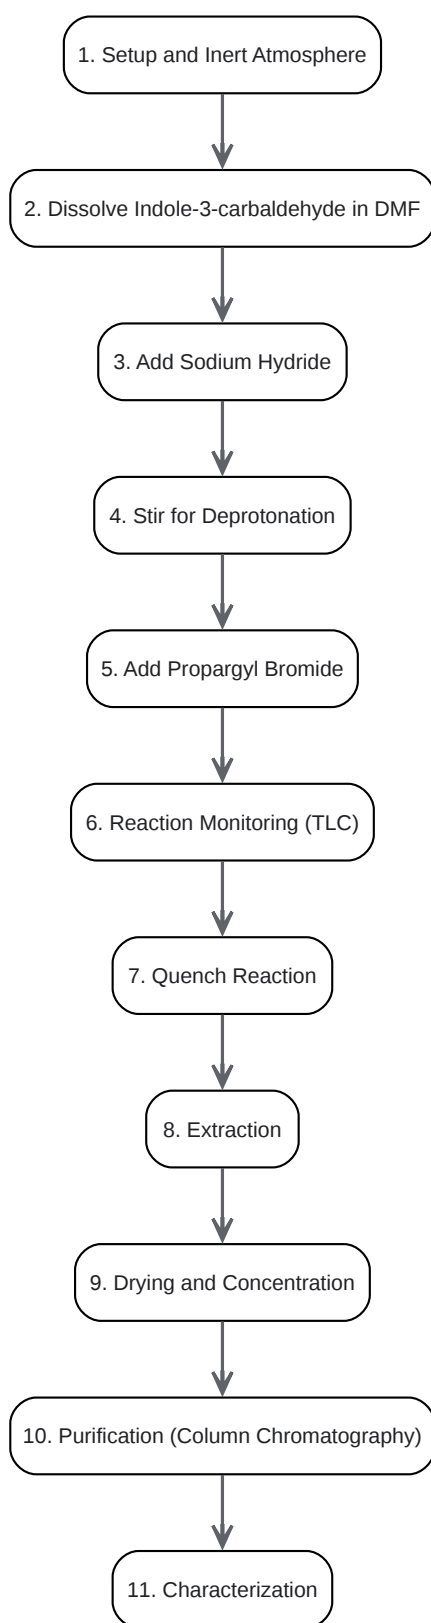 1. Setup and Inert Atmosphere
2. Dissolve Indole-3-carbaldehyde in DMF
3. Add Sodium Hydride
4. Stir for Deprotonation
5. Add Propargyl Bromide
6. Reaction Monitoring (TLC)
7. Quench Reaction
8. Extraction
9. Drying and Concentration
10. Purification (Column Chromatography)
11. Characterization